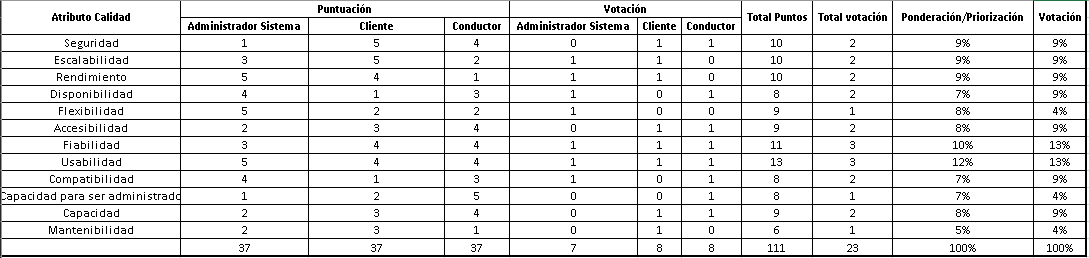 Atributo Calidad Puntuación Votación Total Puntos Total votación Ponderación/Priorización Votación
Administrador Sistema Cliente Conductor Administrador Sistema Cliente Conductor
Seguridad 1 5 4 0 1 1 10 2 9% 9%
Escalabilidad 3 5 2 1 1 0 10 2 9% 9%
Rendimiento 5 4 1 1 1 0 10 2 9% 9%
Disponibilidad 4 1 3 1 0 1 8 2 7% 9%
Flexibilidad 5 2 2 1 0 0 9 1 8% 4%
Accesibilidad 2 3 4 0 1 1 9 2 8% 9%
Fiabilidad 3 4 4 1 1 1 11 3 10% 13%
Usabilidad 5 4 4 1 1 1 13 3 12% 13%
Compatibilidad 4 1 3 1 0 1 8 2 7% 9%
Capacidad para ser administrado 1 2 5 0 0 1 8 1 7% 4%
Capacidad 2 3 4 0 1 1 9 2 8% 9%
Mantenibilidad 2 3 1 0 1 0 6 1 5% 4%
37 37 37 7 8 8 111 23 100% 100%